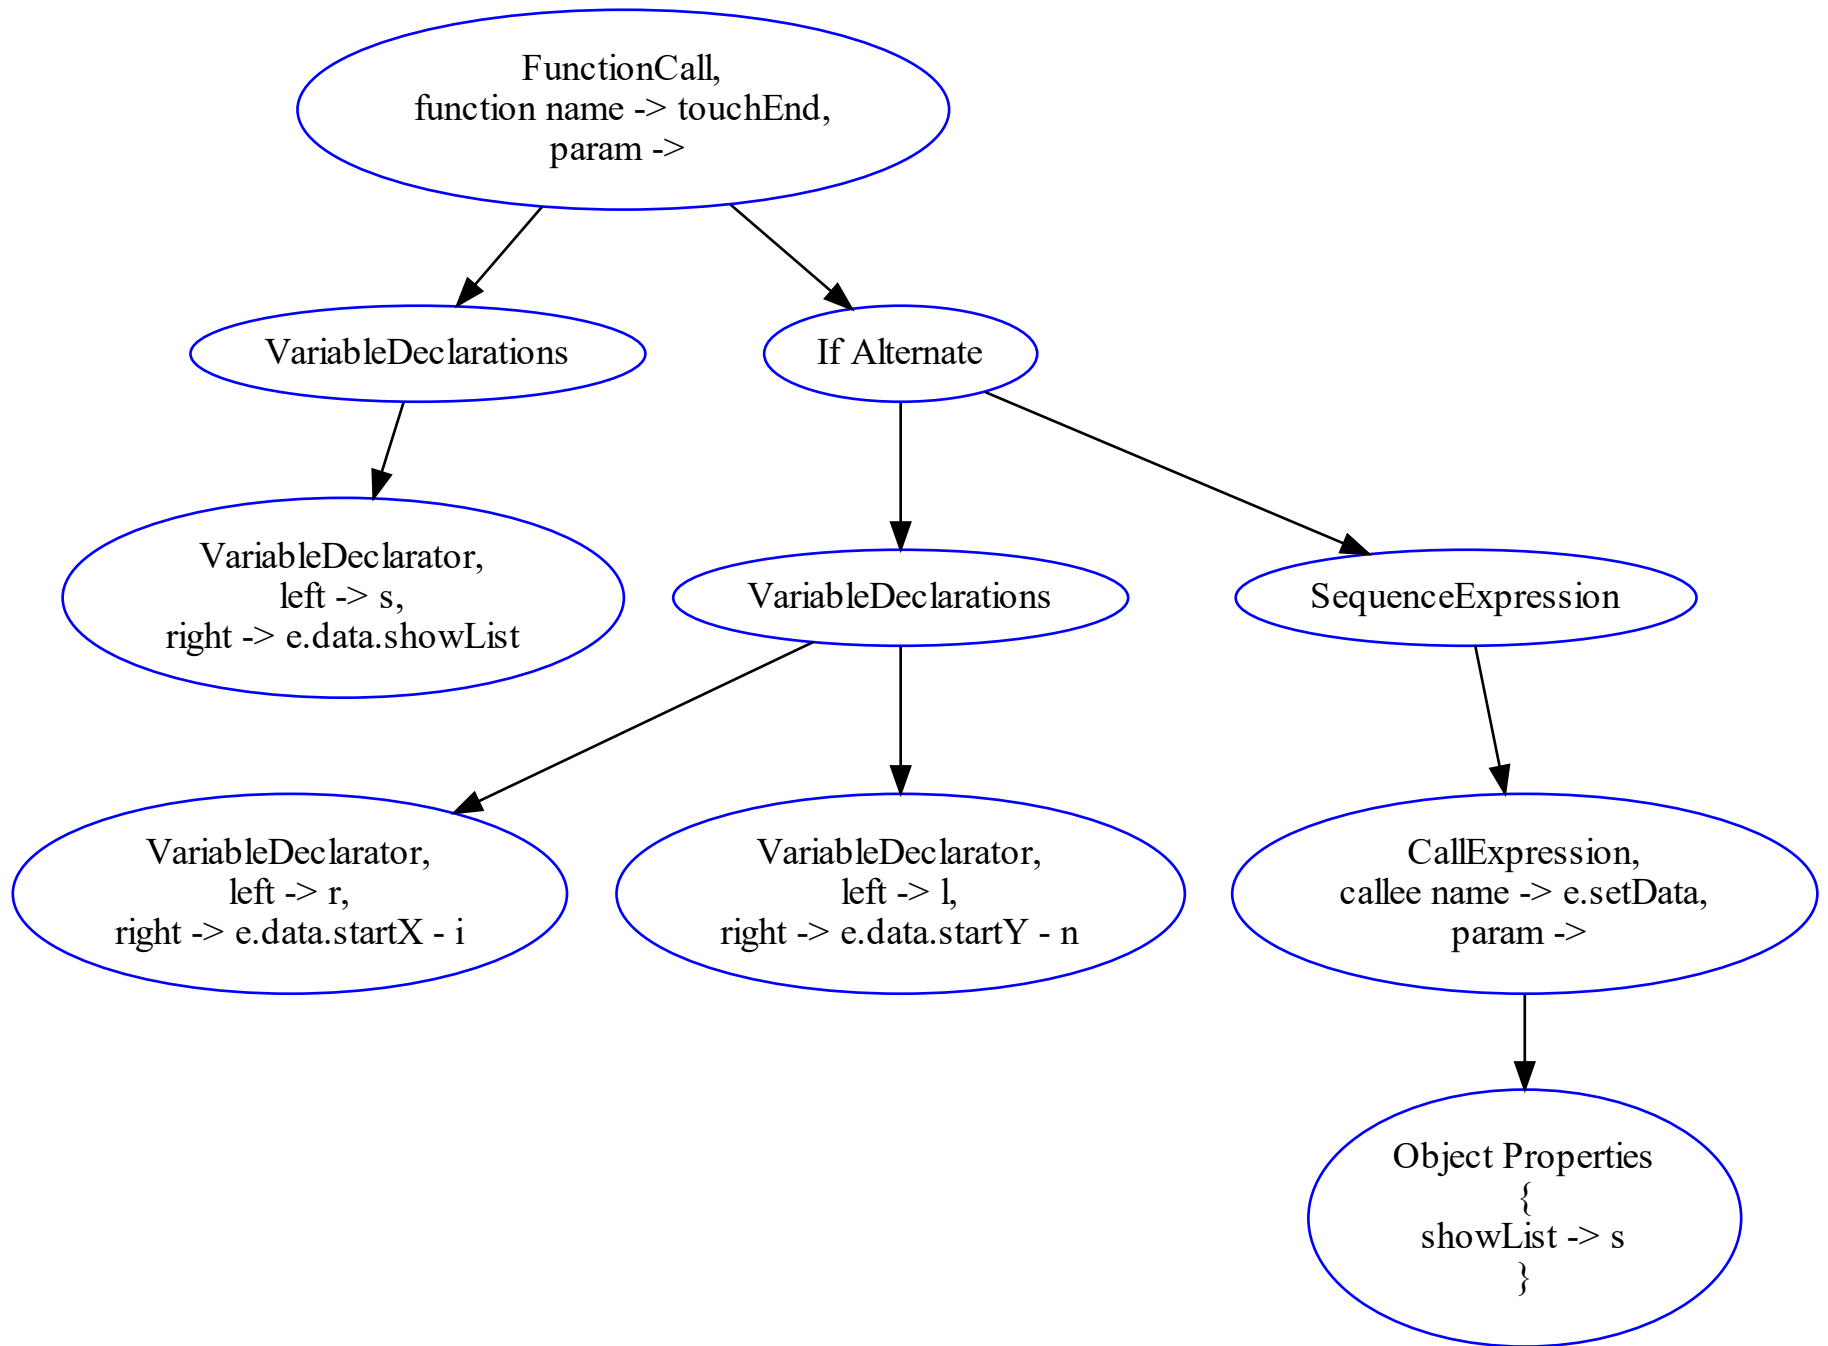 FunctionCall,
function name -> touchEnd,
param ->
VariableDeclarations
If Alternate
VariableDeclarator,
left -> s,
right -> e.data.showList
VariableDeclarations
SequenceExpression
VariableDeclarator,
left -> r,
right -> e.data.startX - i
VariableDeclarator,
left -> l,
right -> e.data.startY - n
CallExpression,
callee name -> e.setData,
param ->
Object Properties
{
showList -> s
}